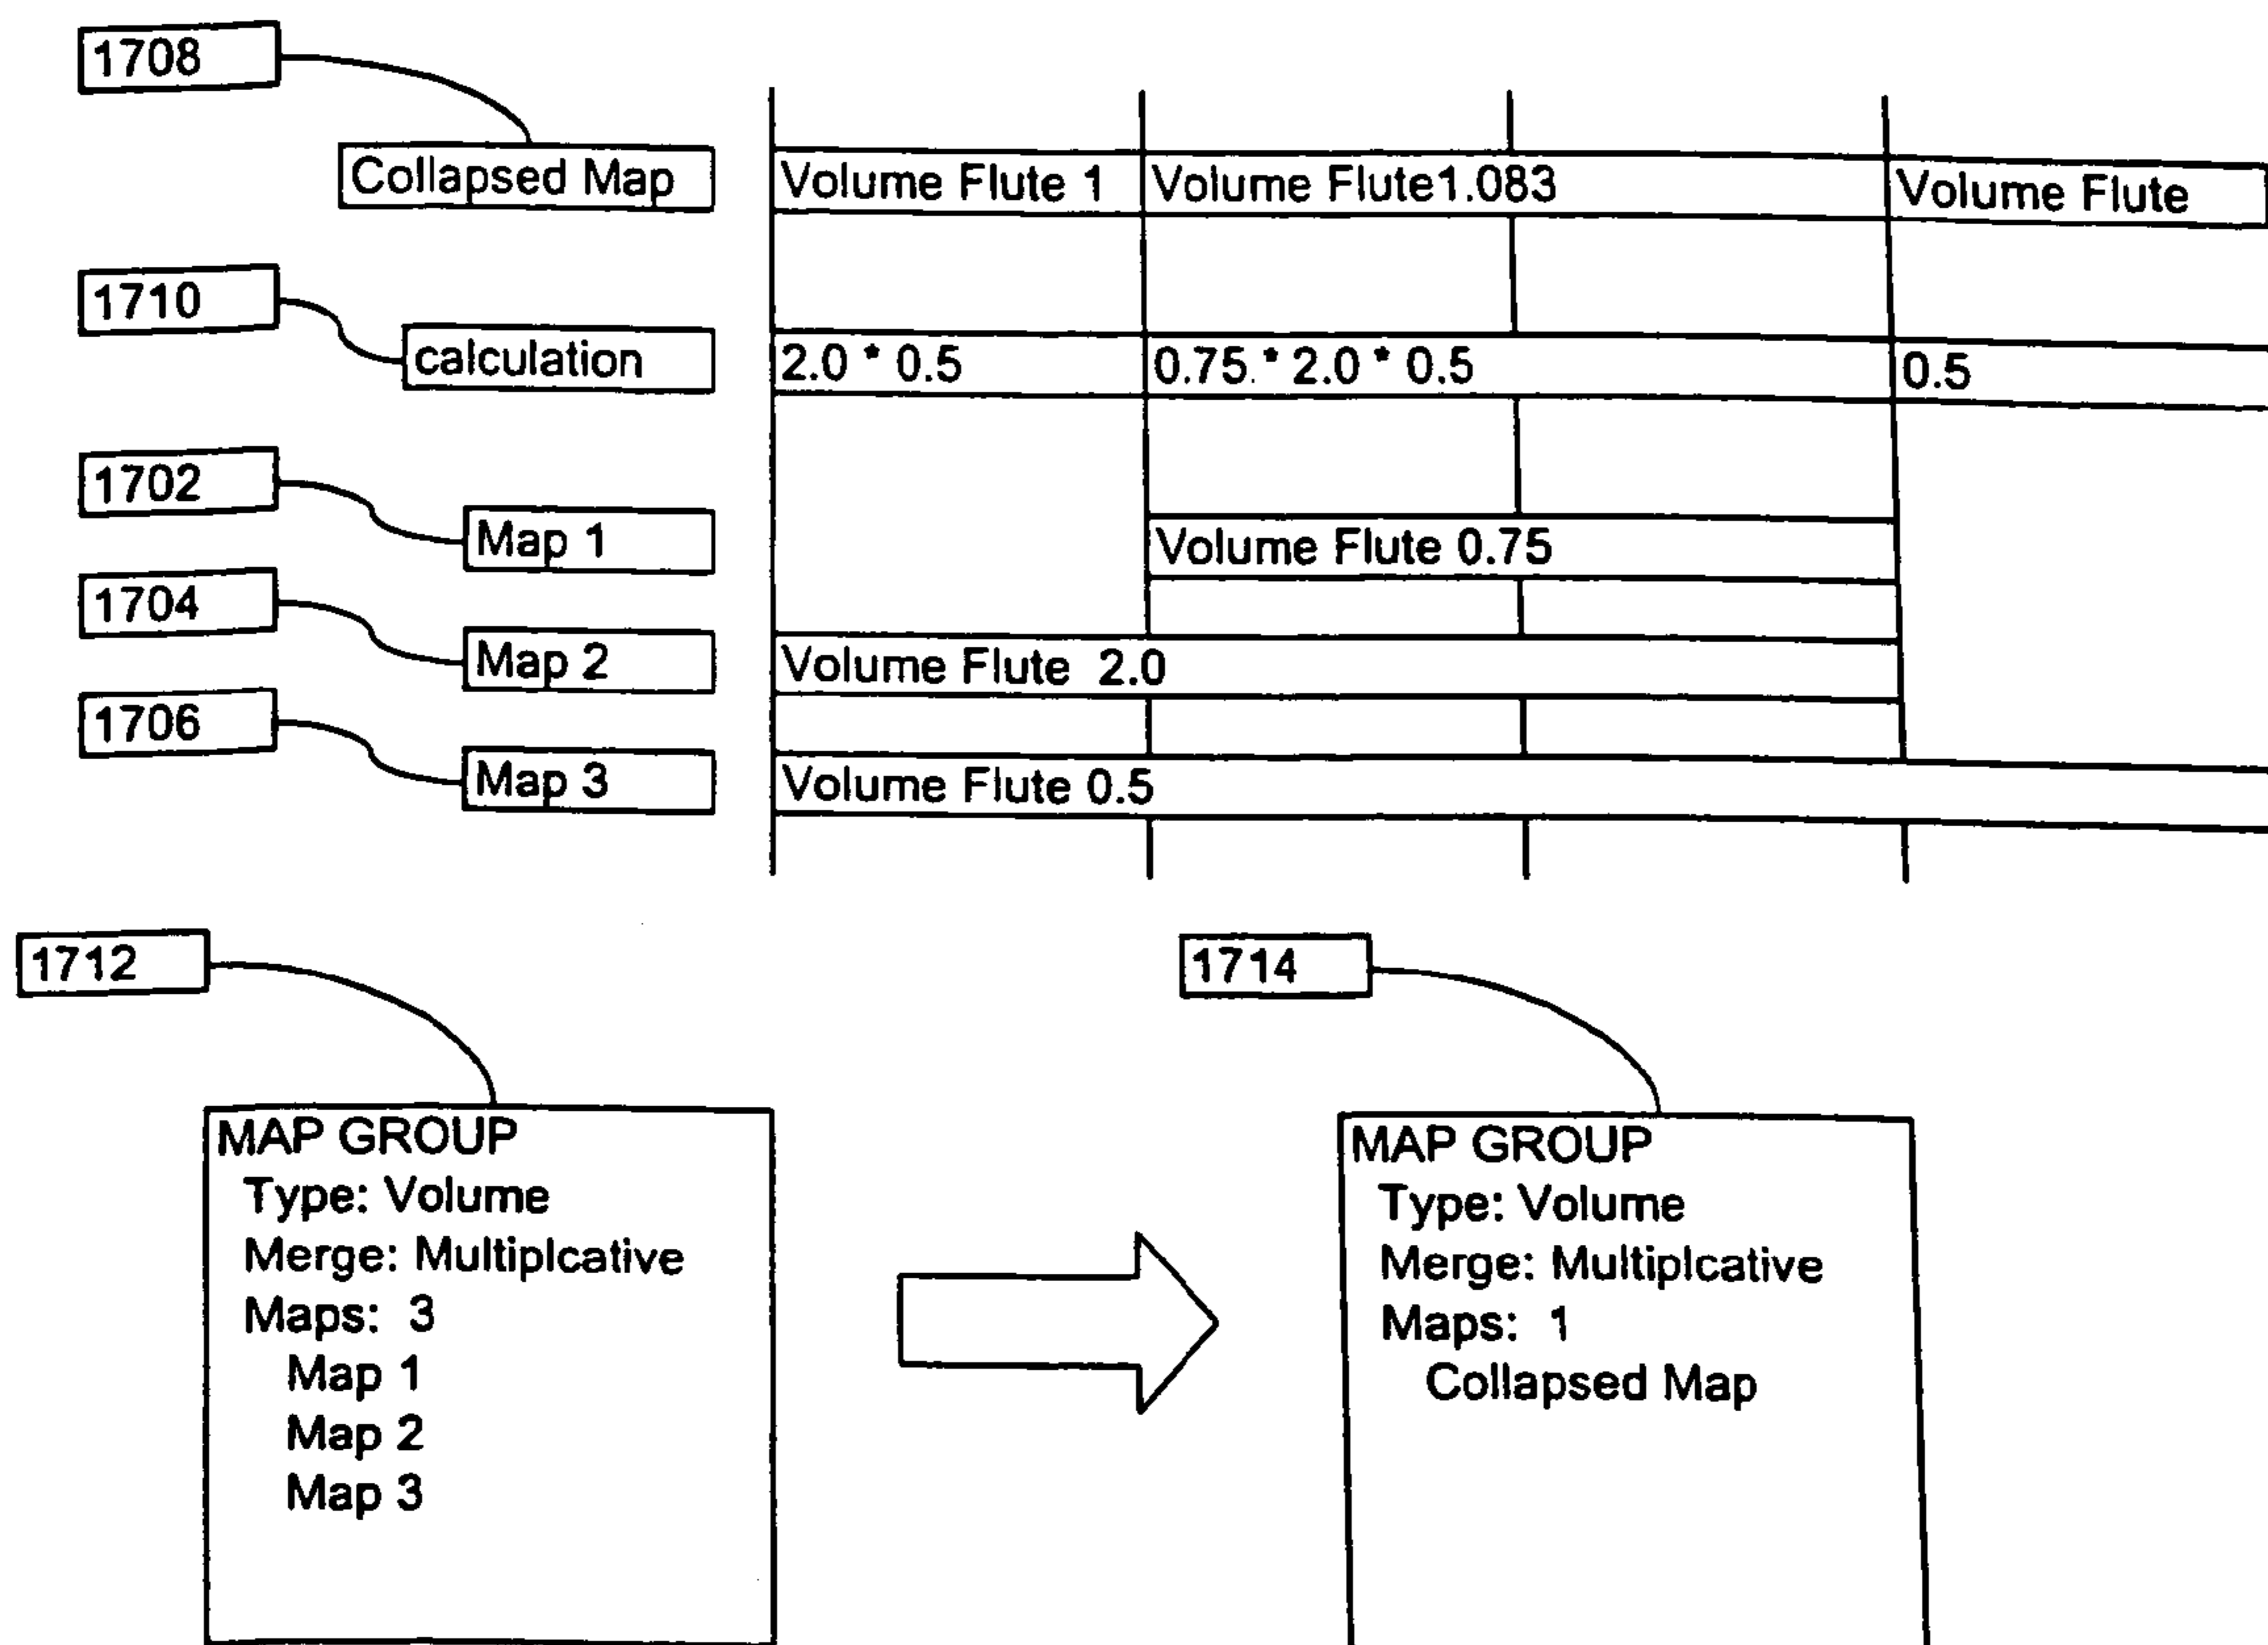 1708
Collapsed Map
Volume Flute 1
Volume Flute1.083
Volume Flute
1710
calculation
2.0 * 0.5
0.75 * 2.0 * 0.5
0.5
1702
Map 1
Volume Flute 0.75
1704
Map 2
Volume Flute 2.0
1706
Map 3
Volume Flute 0.5
1712
MAP GROUP
Type: Volume
Merge: Multiplcative
Maps: 3
Map 1
Map 2
Map 3
1714
MAP GROUP
Type: Volume
Merge: Multiplcative
Maps: 1
Collapsed Map